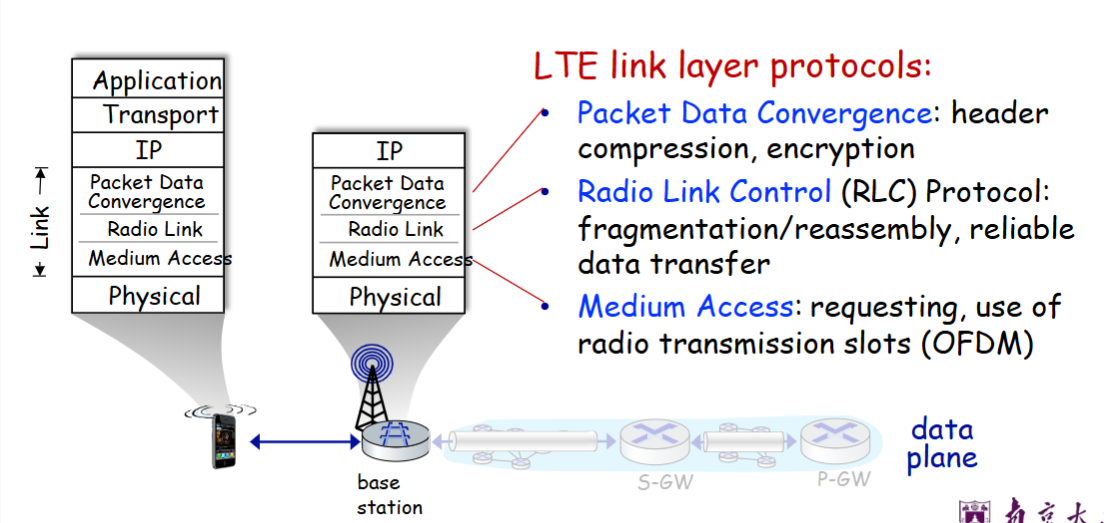 Application
Transport
IP
Packet Data
Convergence
Radio Link
Medium Access
Physical
Link
IP
Packet Data
Convergence
Radio Link
Medium Access
Physical
LTE link layer protocols:
• Packet Data Convergence: header
compression, encryption
• Radio Link Control (RLC) Protocol:
fragmentation/reassembly, reliable
data transfer
• Medium Access: requesting, use of
radio transmission slots (OFDM)
base
station
S-GW
P-GW
data
plane
南京大